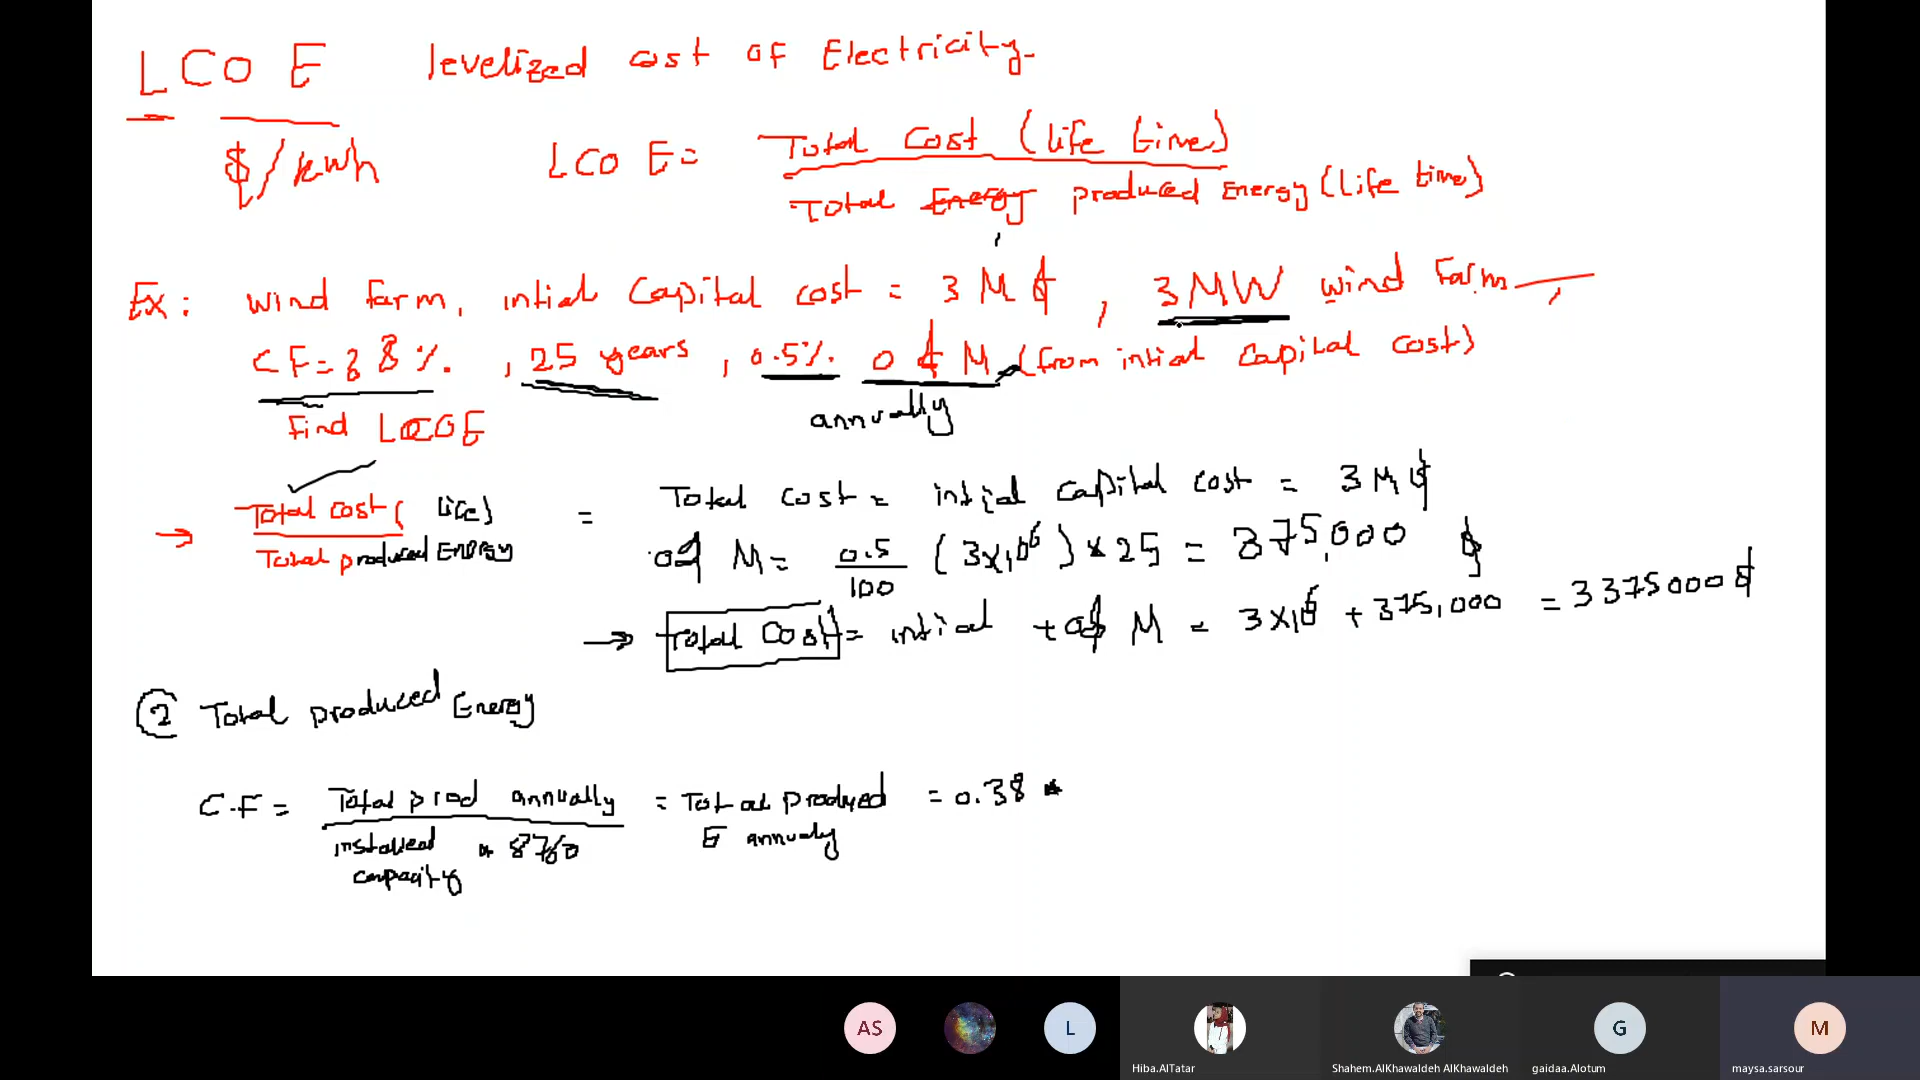 LCOE levelized cost of Electricity.
$/kwh LCOE = Total Cost (life time)
Total Energy produced Energy (life time)
Ex: wind farm, intial Capital cost = 3 M $, 3MW wind farm
CF = 38 %. , 25 years , 0.5%. O & M (from intial capital cost)
annually
Find LCOE
→ Total cost ( life) = Total cost = intial capital cost = 3 M $
Total produced Energy
o & M = 0.5/100 (3x10^6) * 25 = 375,000 $
→ Total Cost = intial + o & M = 3x10^6 + 375,000 = 3375000 $
② Total produced Energy
C.F = Total prod annually = Total produced = 0.38 *
installed capacity * 8760 E annualy
AS L G M
Hiba.AlTatar Shahem.AlKhawaldeh AlKhawaldeh gaidaa.Alotum maysa.sarsour